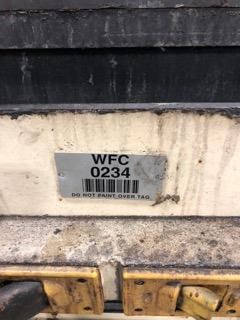 WFC
0234
DO NOT PAINT OVER TAG